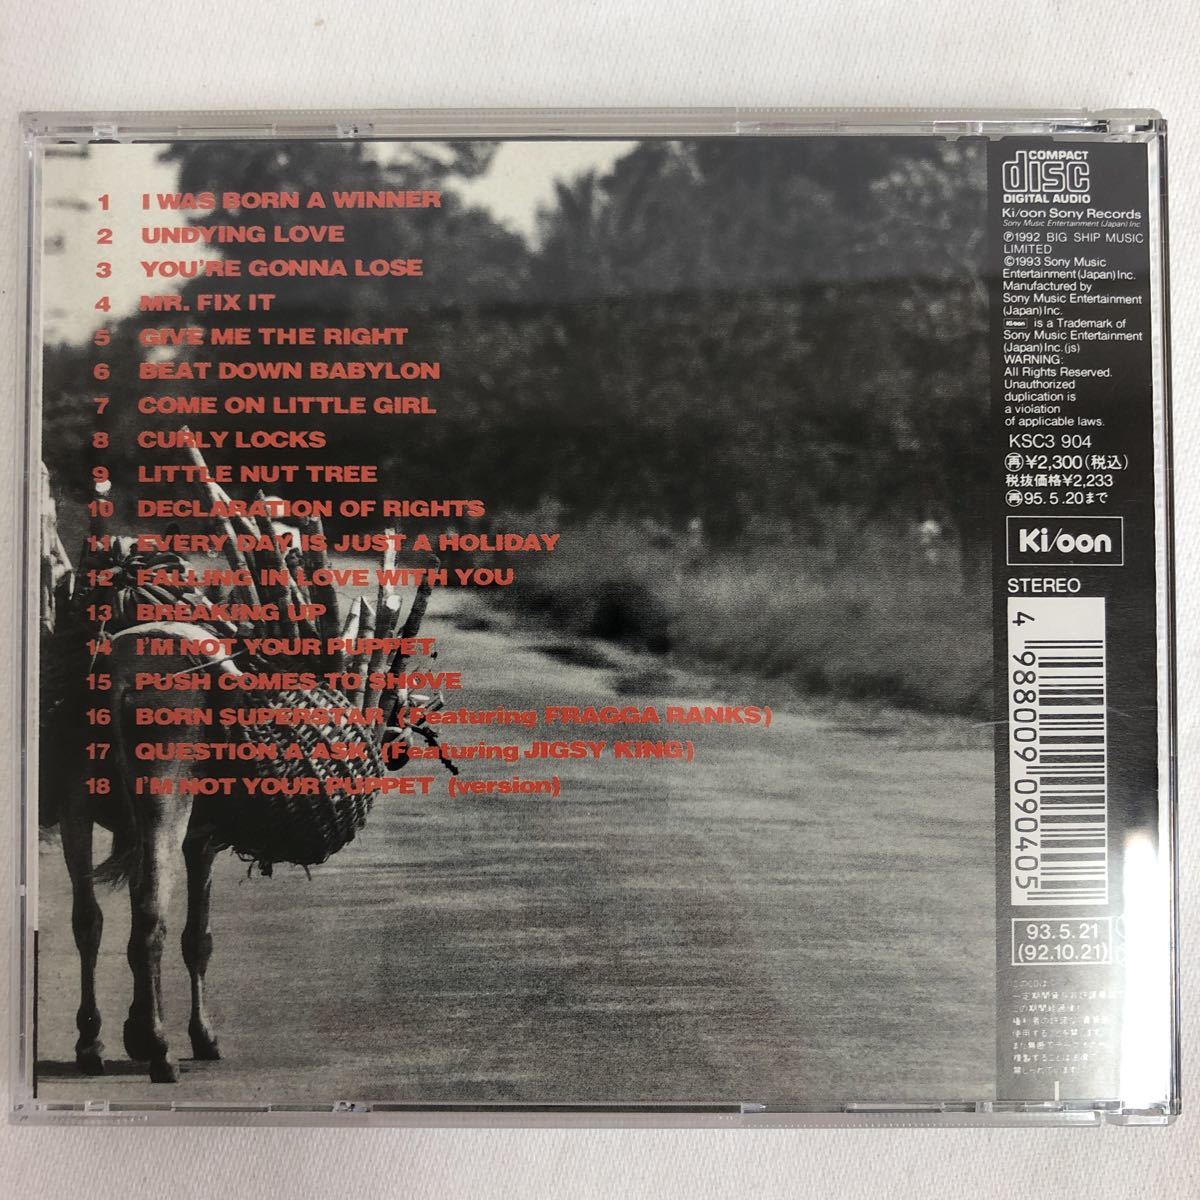 1 I WAS BORN A WINNER
2 UNDYING LOVE
3 YOU'RE GONNA LOSE
4 MR. FIX IT
5 GIVE ME THE RIGHT
6 BEAT DOWN BABYLON
7 COME ON LITTLE GIRL
8 CURLY LOCKS
9 LITTLE NUT TREE
10 DECLARATION OF RIGHTS
11 EVERY DAY IS JUST A HOLIDAY
12 FALLING IN LOVE WITH YOU
13 BREAKING UP
14 I'M NOT YOUR PUPPET
15 PUSH COMES TO SHOVE
16 BORN SUPERSTAR (Featuring FRAGGA RANKS)
17 QUESTION A ASK (Featuring JIGSY KING)
18 I'M NOT YOUR PUPPET (version)
COMPACT
disc
DIGITAL AUDIO
Ki/oon Sony Records
Sony Music Entertainment (Japan) Inc.
Ⓟ1992 BIG SHIP MUSIC
LIMITED
©1993 Sony Music
Entertainment (Japan) Inc.
Manufactured by
Sony Music Entertainment
(Japan) Inc.
Ki/oon is a Trademark of
Sony Music Entertainment
(Japan) Inc. (js)
WARNING:
All Rights Reserved.
Unauthorized
duplication is
a violation
of applicable laws.
KSC3 904
㊢¥2,300(税込)
税抜価格¥2,233
95.5.20まで
Ki/oon
STEREO
4 988009 090405
93.5.21
(92.10.21)
このCDは